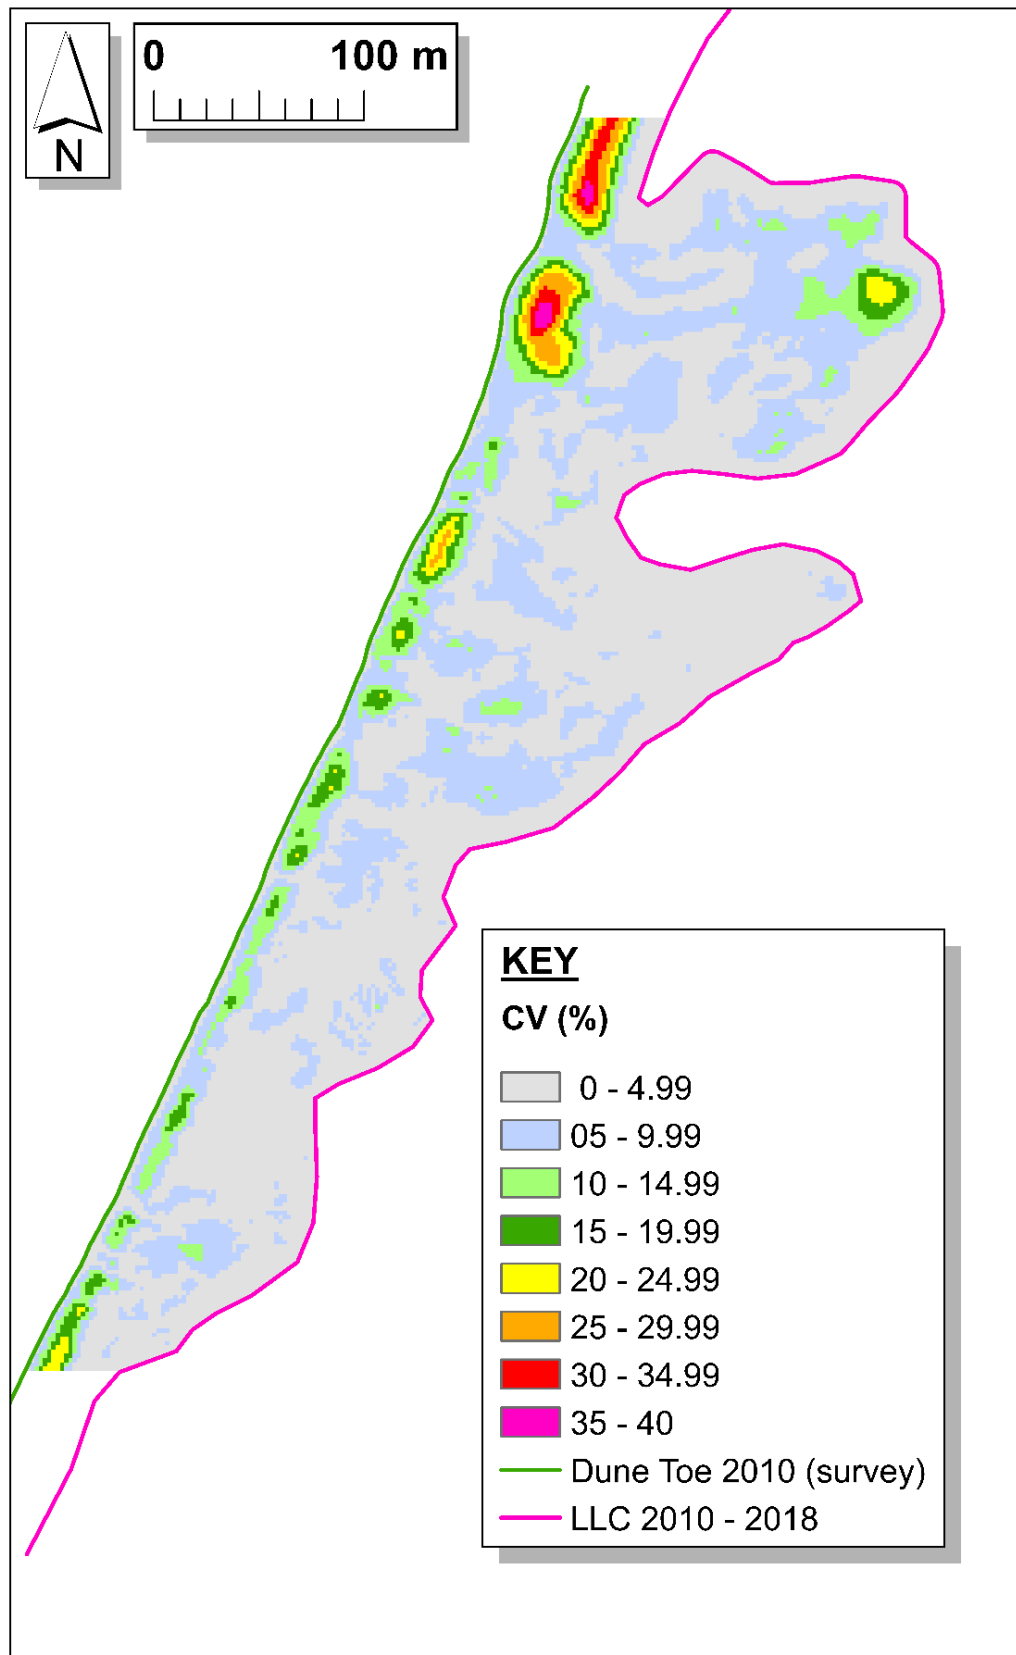 0 100 m
N
KEY
CV (%)
0 - 4.99
05 - 9.99
10 - 14.99
15 - 19.99
20 - 24.99
25 - 29.99
30 - 34.99
35 - 40
Dune Toe 2010 (survey)
LLC 2010 - 2018